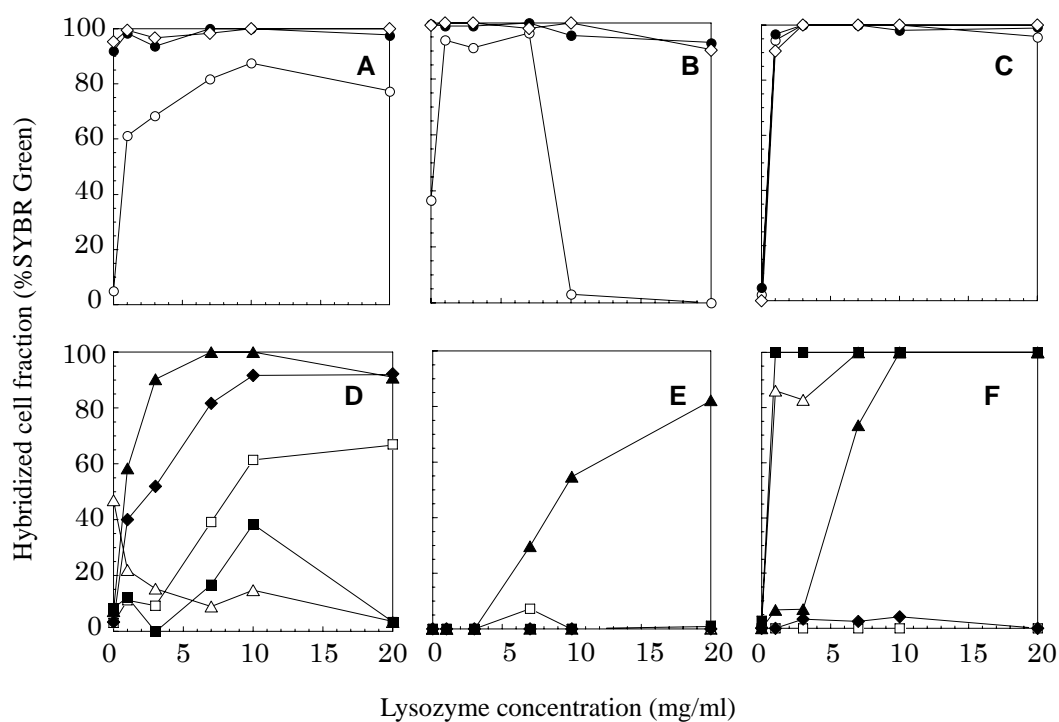 Hybridized cell fraction (%SYBR Green)
100
80
60
40
20
0
A
B
C
100
80
60
40
20
0
D
E
F
0 5 10 15 20
0 5 10 15 20
0 5 10 15 20
Lysozyme concentration (mg/ml)